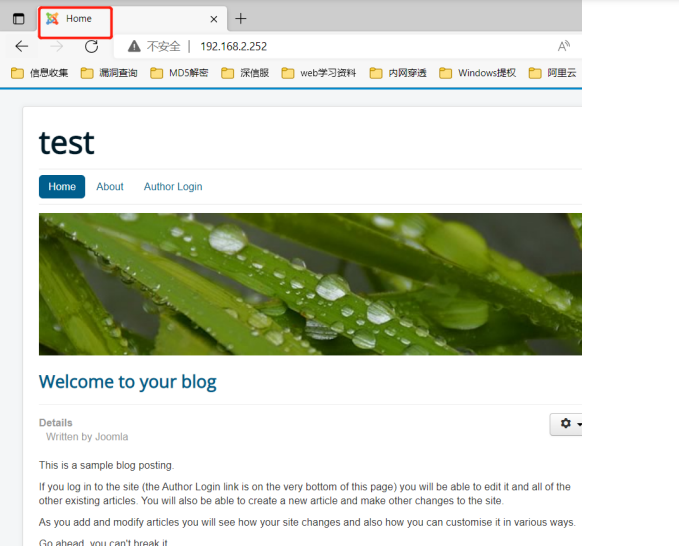 Home
不安全 192.168.2.252
信息收集 漏洞查询 MD5解密 深信服 web学习资料 内网穿透 Windows提权 阿里云
test
Home About Author Login
Welcome to your blog
Details
Written by Joomla
This is a sample blog posting.
If you log in to the site (the Author Login link is on the very bottom of this page) you will be able to edit it and all of the
other existing articles. You will also be able to create a new article and make other changes to the site.
As you add and modify articles you will see how your site changes and also how you can customise it in various ways.
Go ahead, you can't break it.